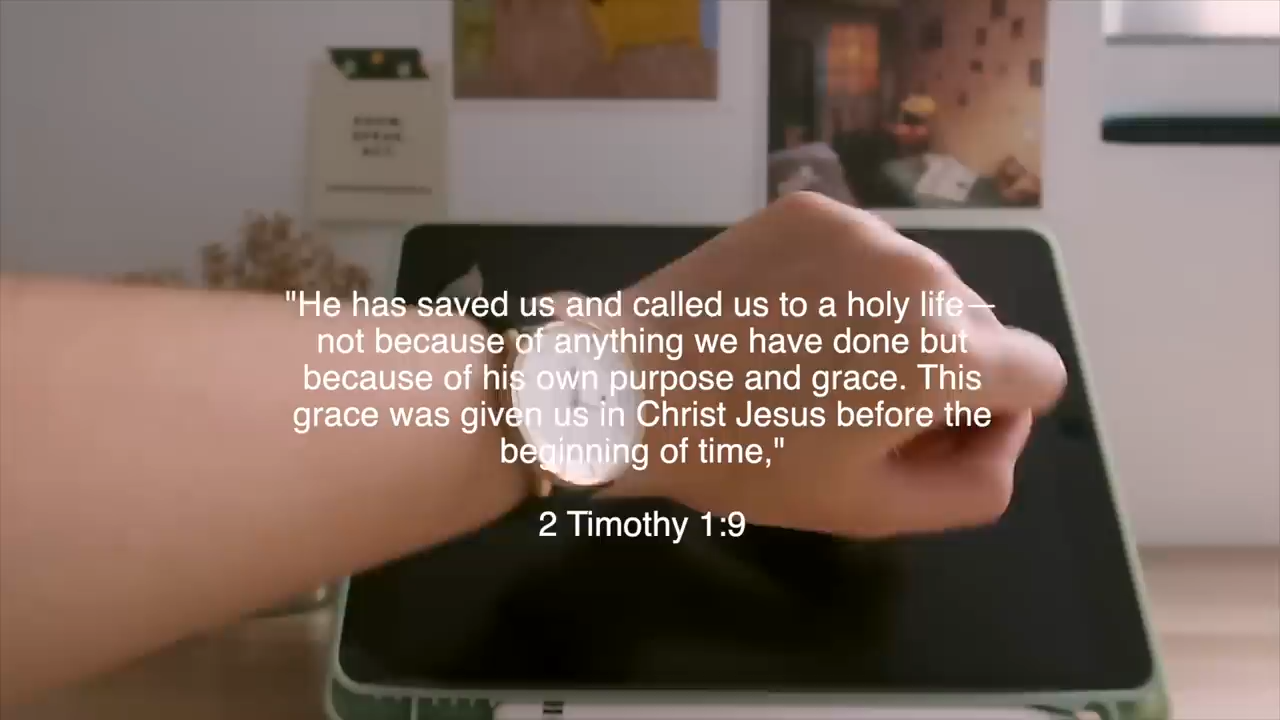 "He has saved us and called us to a holy life—
not because of anything we have done but
because of his own purpose and grace. This
grace was given us in Christ Jesus before the
beginning of time,"
2 Timothy 1:9